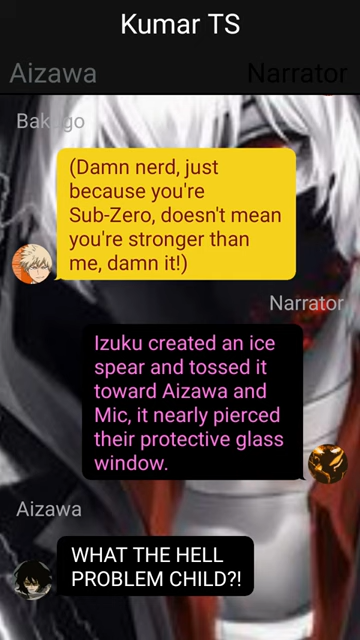 Kumar TS
Aizawa
Narrator
Bakugo
(Damn nerd, just
because you're
Sub-Zero, doesn't mean
you're stronger than
me, damn it!)
Narrator
Izuku created an ice
spear and tossed it
toward Aizawa and
Mic, it nearly pierced
their protective glass
window.
Aizawa
WHAT THE HELL
PROBLEM CHILD?!